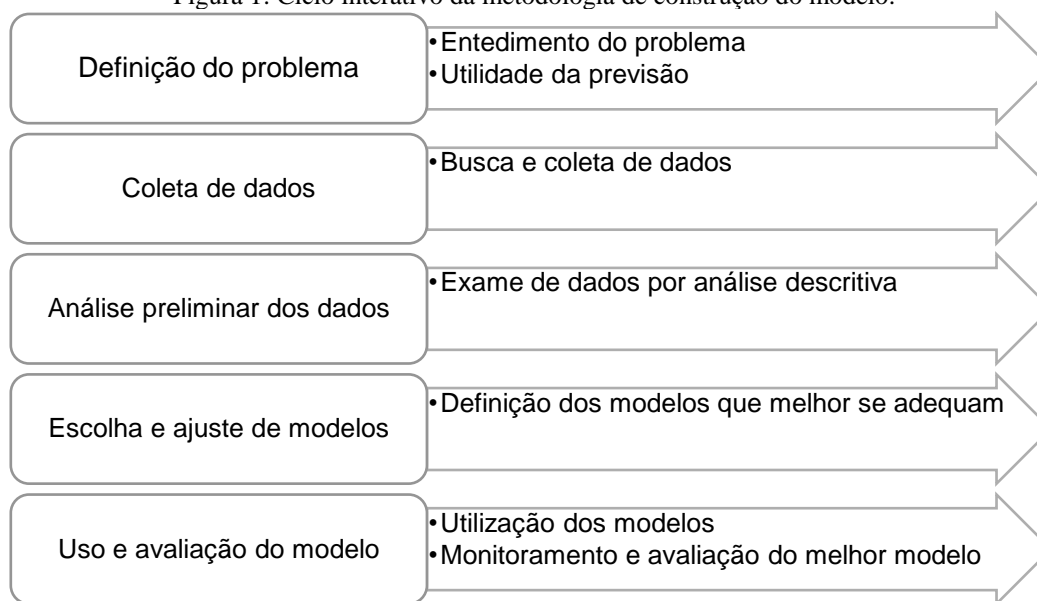 Figura 1: Ciclo interativo da metodologia de construção do modelo.
Definição do problema
•Entedimento do problema
•Utilidade da previsão
Coleta de dados
•Busca e coleta de dados
Análise preliminar dos dados
•Exame de dados por análise descritiva
Escolha e ajuste de modelos
•Definição dos modelos que melhor se adequam
Uso e avaliação do modelo
•Utilização dos modelos
•Monitoramento e avaliação do melhor modelo